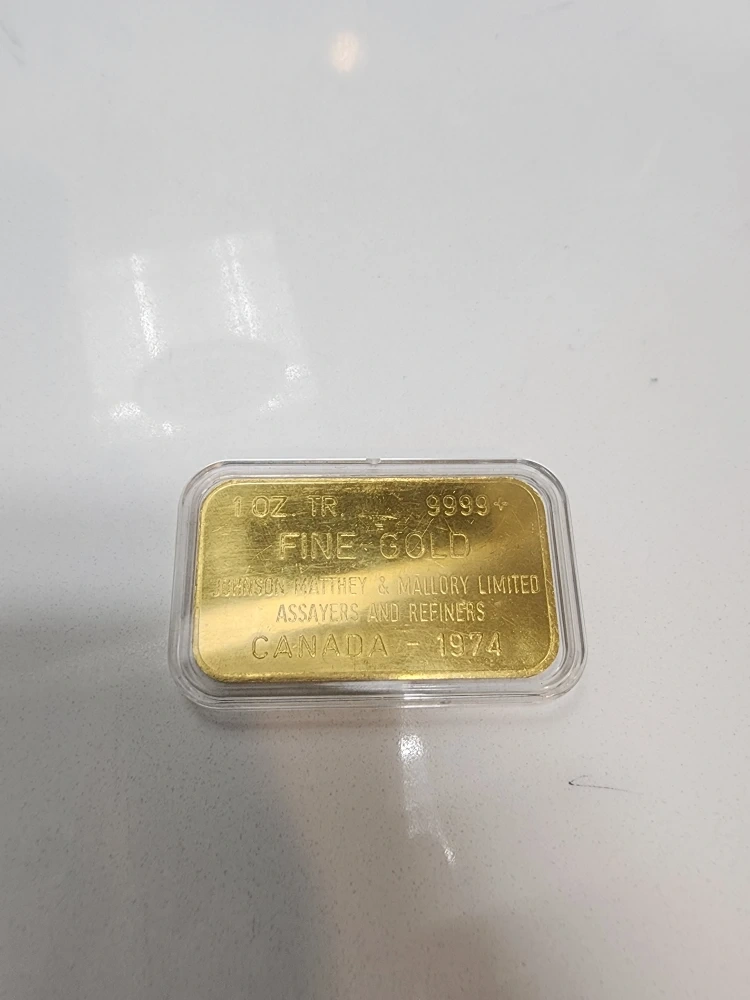 1 OZ. TR. 9999+
FINE GOLD
JOHNSON MATTHEY & MALLORY LIMITED
ASSAYERS AND REFINERS
CANADA - 1974